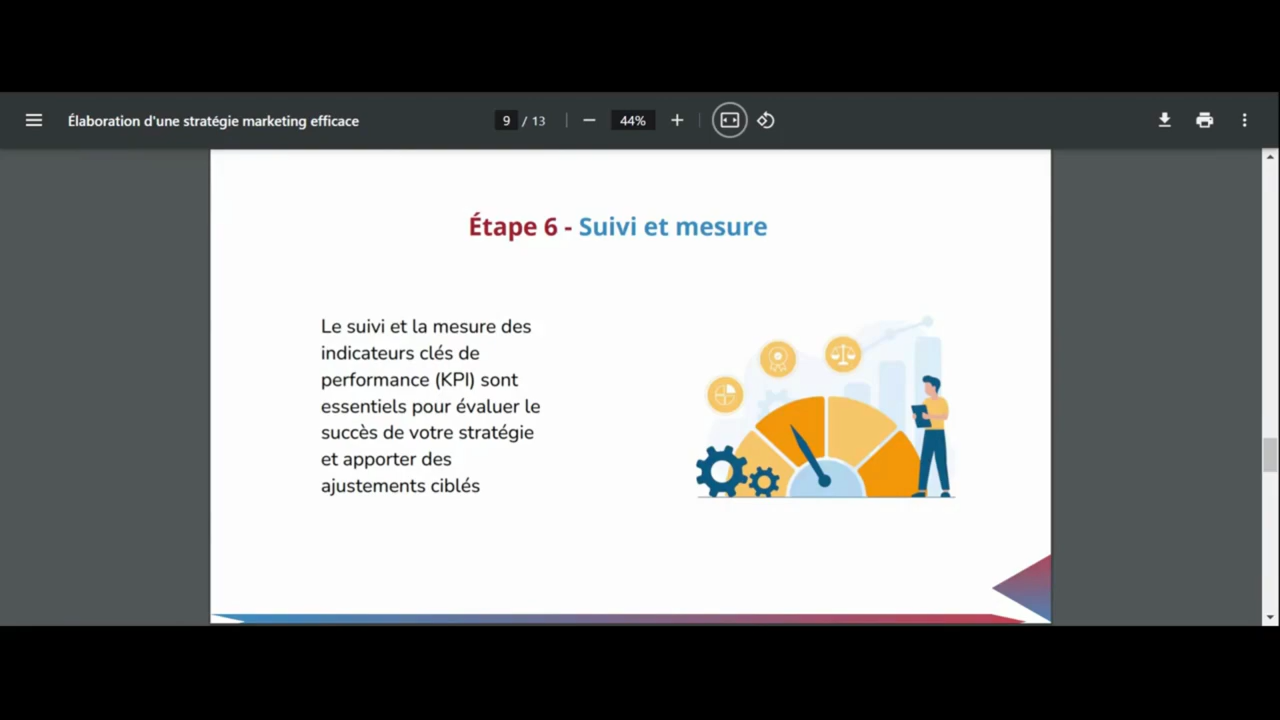 Élaboration d'une stratégie marketing efficace
9 / 13
44%
Étape 6 - Suivi et mesure
Le suivi et la mesure des
indicateurs clés de
performance (KPI) sont
essentiels pour évaluer le
succès de votre stratégie
et apporter des
ajustements ciblés